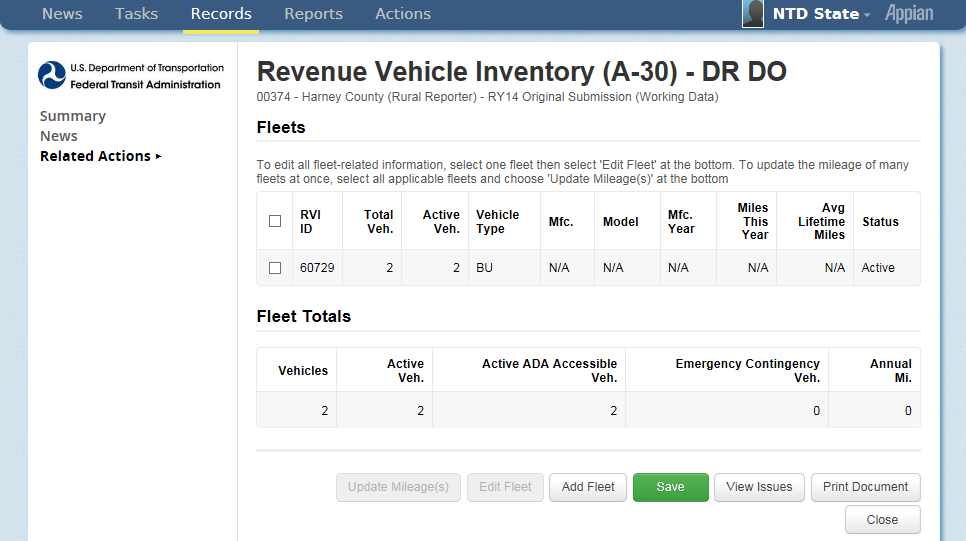 News Tasks Records Reports Actions NTD State Appian
U.S. Department of Transportation
Federal Transit Administration
Summary
News
Related Actions
Revenue Vehicle Inventory (A-30) - DR DO
00374 - Harney County (Rural Reporter) - RY14 Original Submission (Working Data)
Fleets
To edit all fleet-related information, select one fleet then select 'Edit Fleet' at the bottom. To update the mileage of many
fleets at once, select all applicable fleets and choose 'Update Mileage(s)' at the bottom
RVI ID Total Veh. Active Veh. Vehicle Type Mfc. Model Mfc. Year Miles This Year Avg Lifetime Miles Status
60729 2 2 BU N/A N/A N/A N/A N/A Active
Fleet Totals
Vehicles Active Veh. Active ADA Accessible Veh. Emergency Contingency Veh. Annual Mi.
2 2 2 0 0
Update Mileage(s) Edit Fleet Add Fleet Save View Issues Print Document
Close